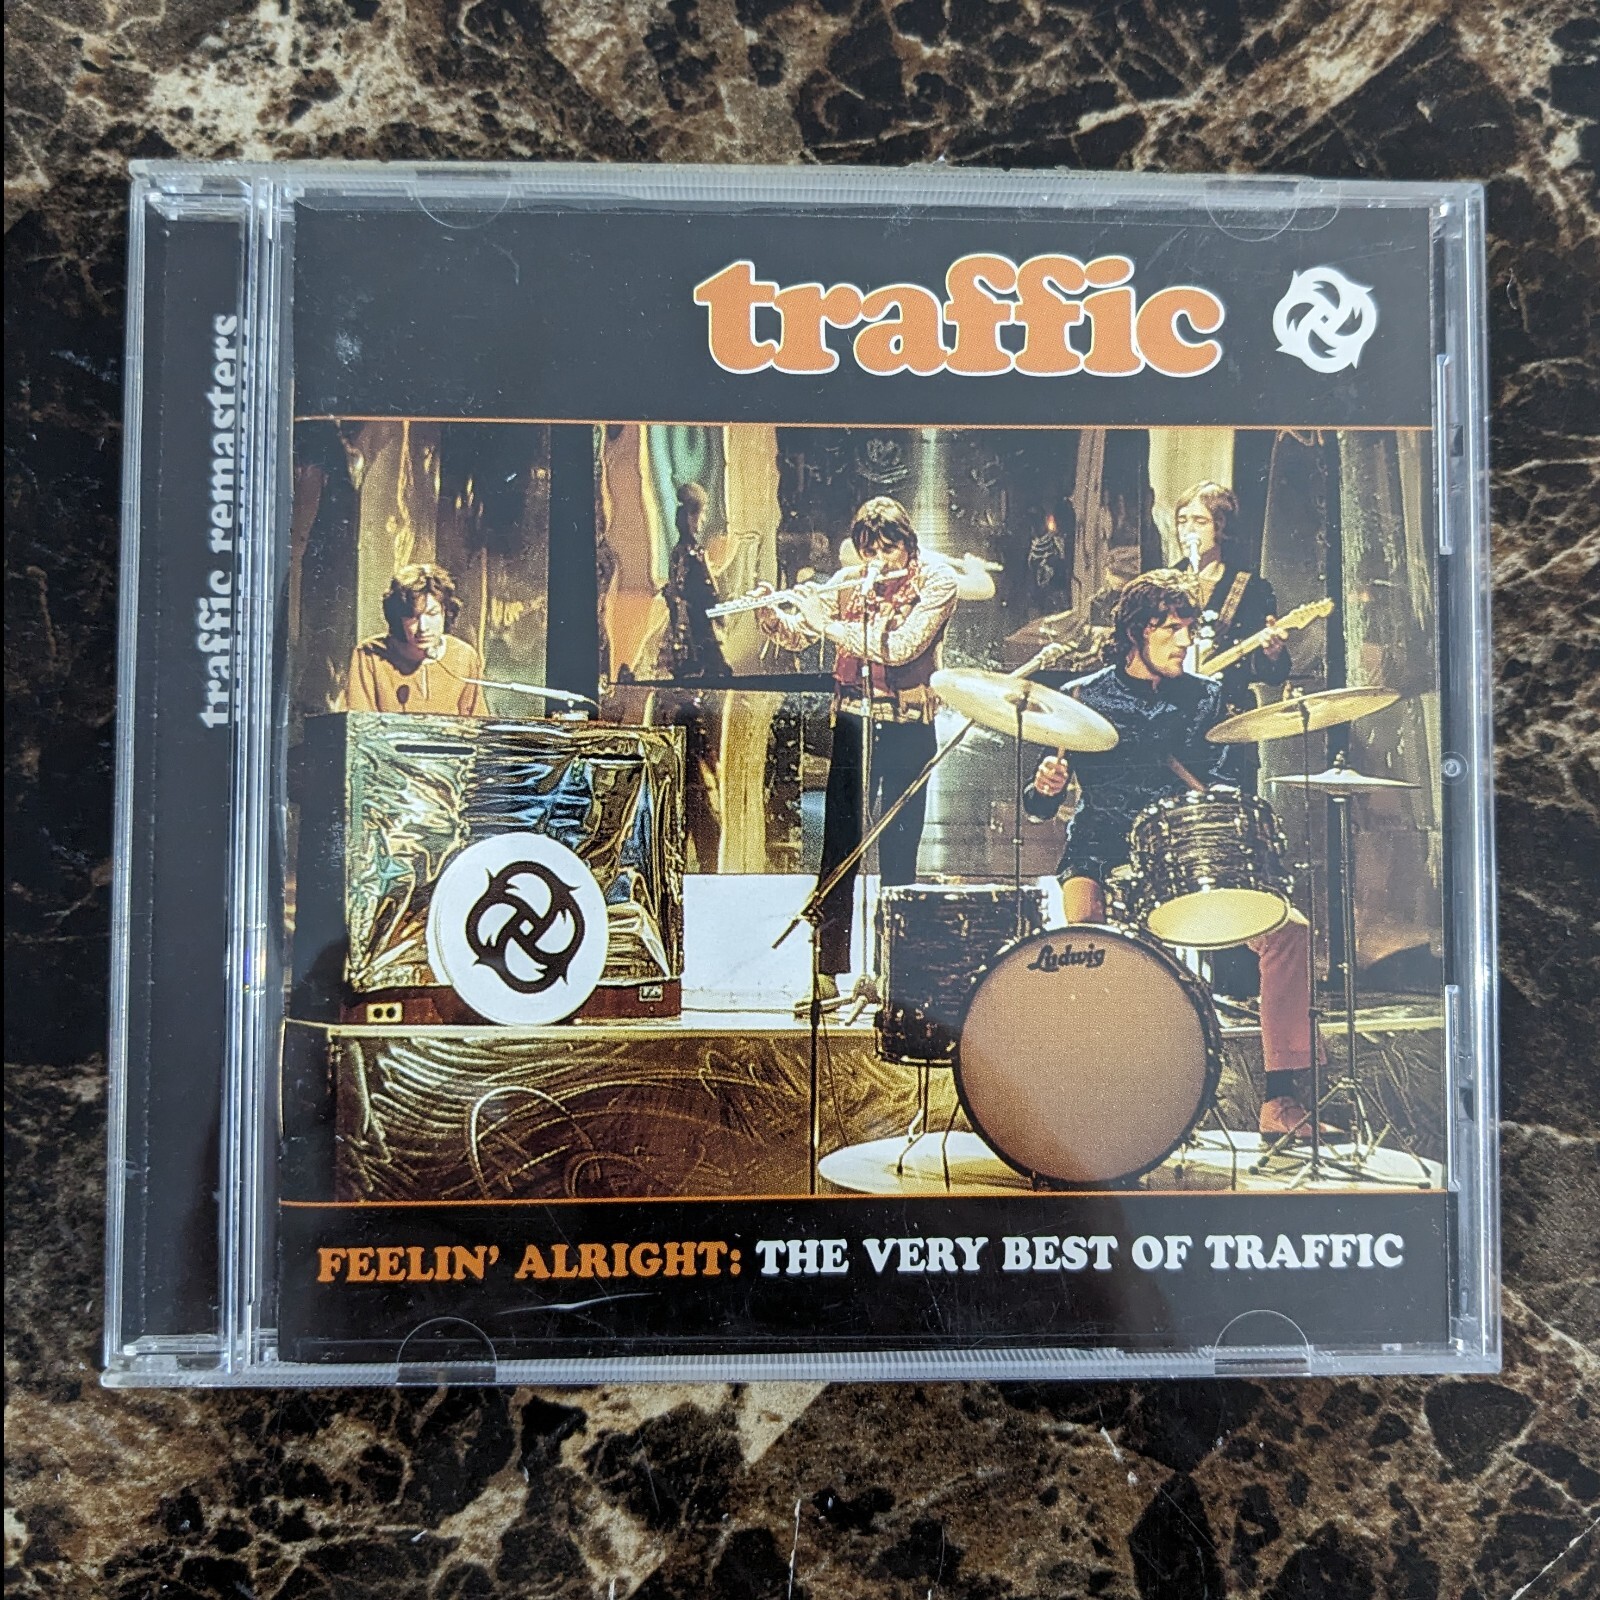 traffic remasters
traffic
Ludwig
FEELIN' ALRIGHT: THE VERY BEST OF TRAFFIC